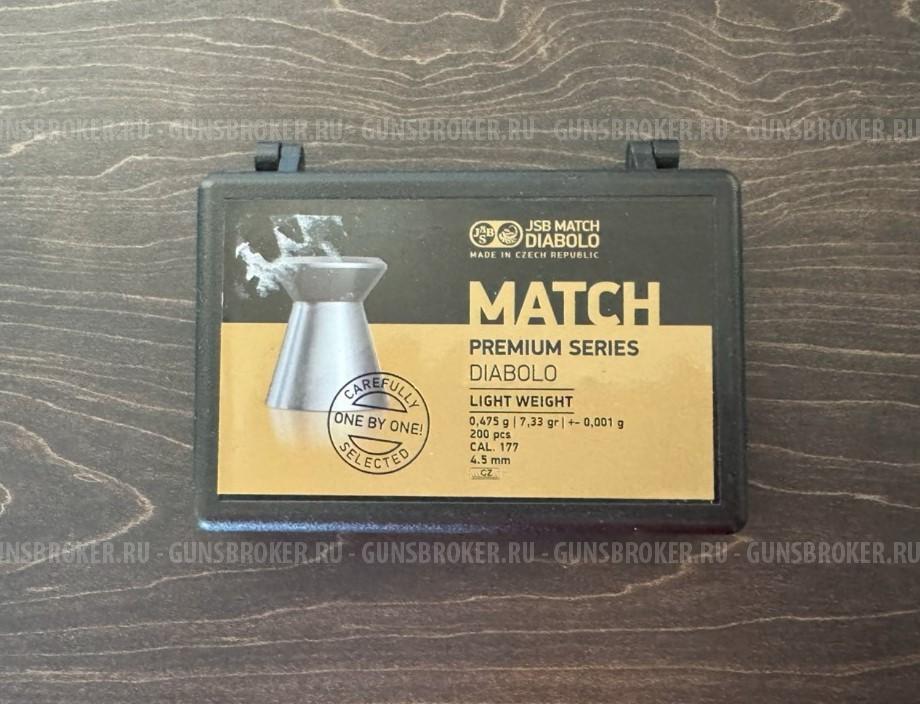 GUNSBROKER.RU - GUNSBROKER.RU - GUNSBROKER.RU - GUNSBROKER.RU - GUNSBROKER.RU
JSB
JSB MATCH
DIABOLO
MADE IN CZECH REPUBLIC
MATCH
PREMIUM SERIES
DIABOLO
LIGHT WEIGHT
0,475 g | 7,33 gr | +- 0,001 g
200 pcs
CAL. 177
4.5 mm
CZ
CAREFULLY
ONE BY ONE!
SELECTED
GUNSBROKER.RU - GUNSBROKER.RU - GUNSBROKER.RU - GUNSBROKER.RU - GUNSBROKER.RU